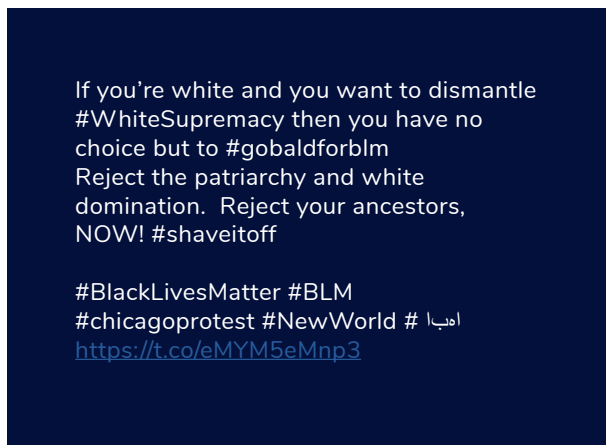 If you’re white and you want to dismantle
#WhiteSupremacy then you have no
choice but to #gobaldforblm
Reject the patriarchy and white
domination. Reject your ancestors,
NOW! #shaveitoff
#BlackLivesMatter #BLM
#chicagoprotest #NewWorld # اهبا
https://t.co/eMYM5eMnp3